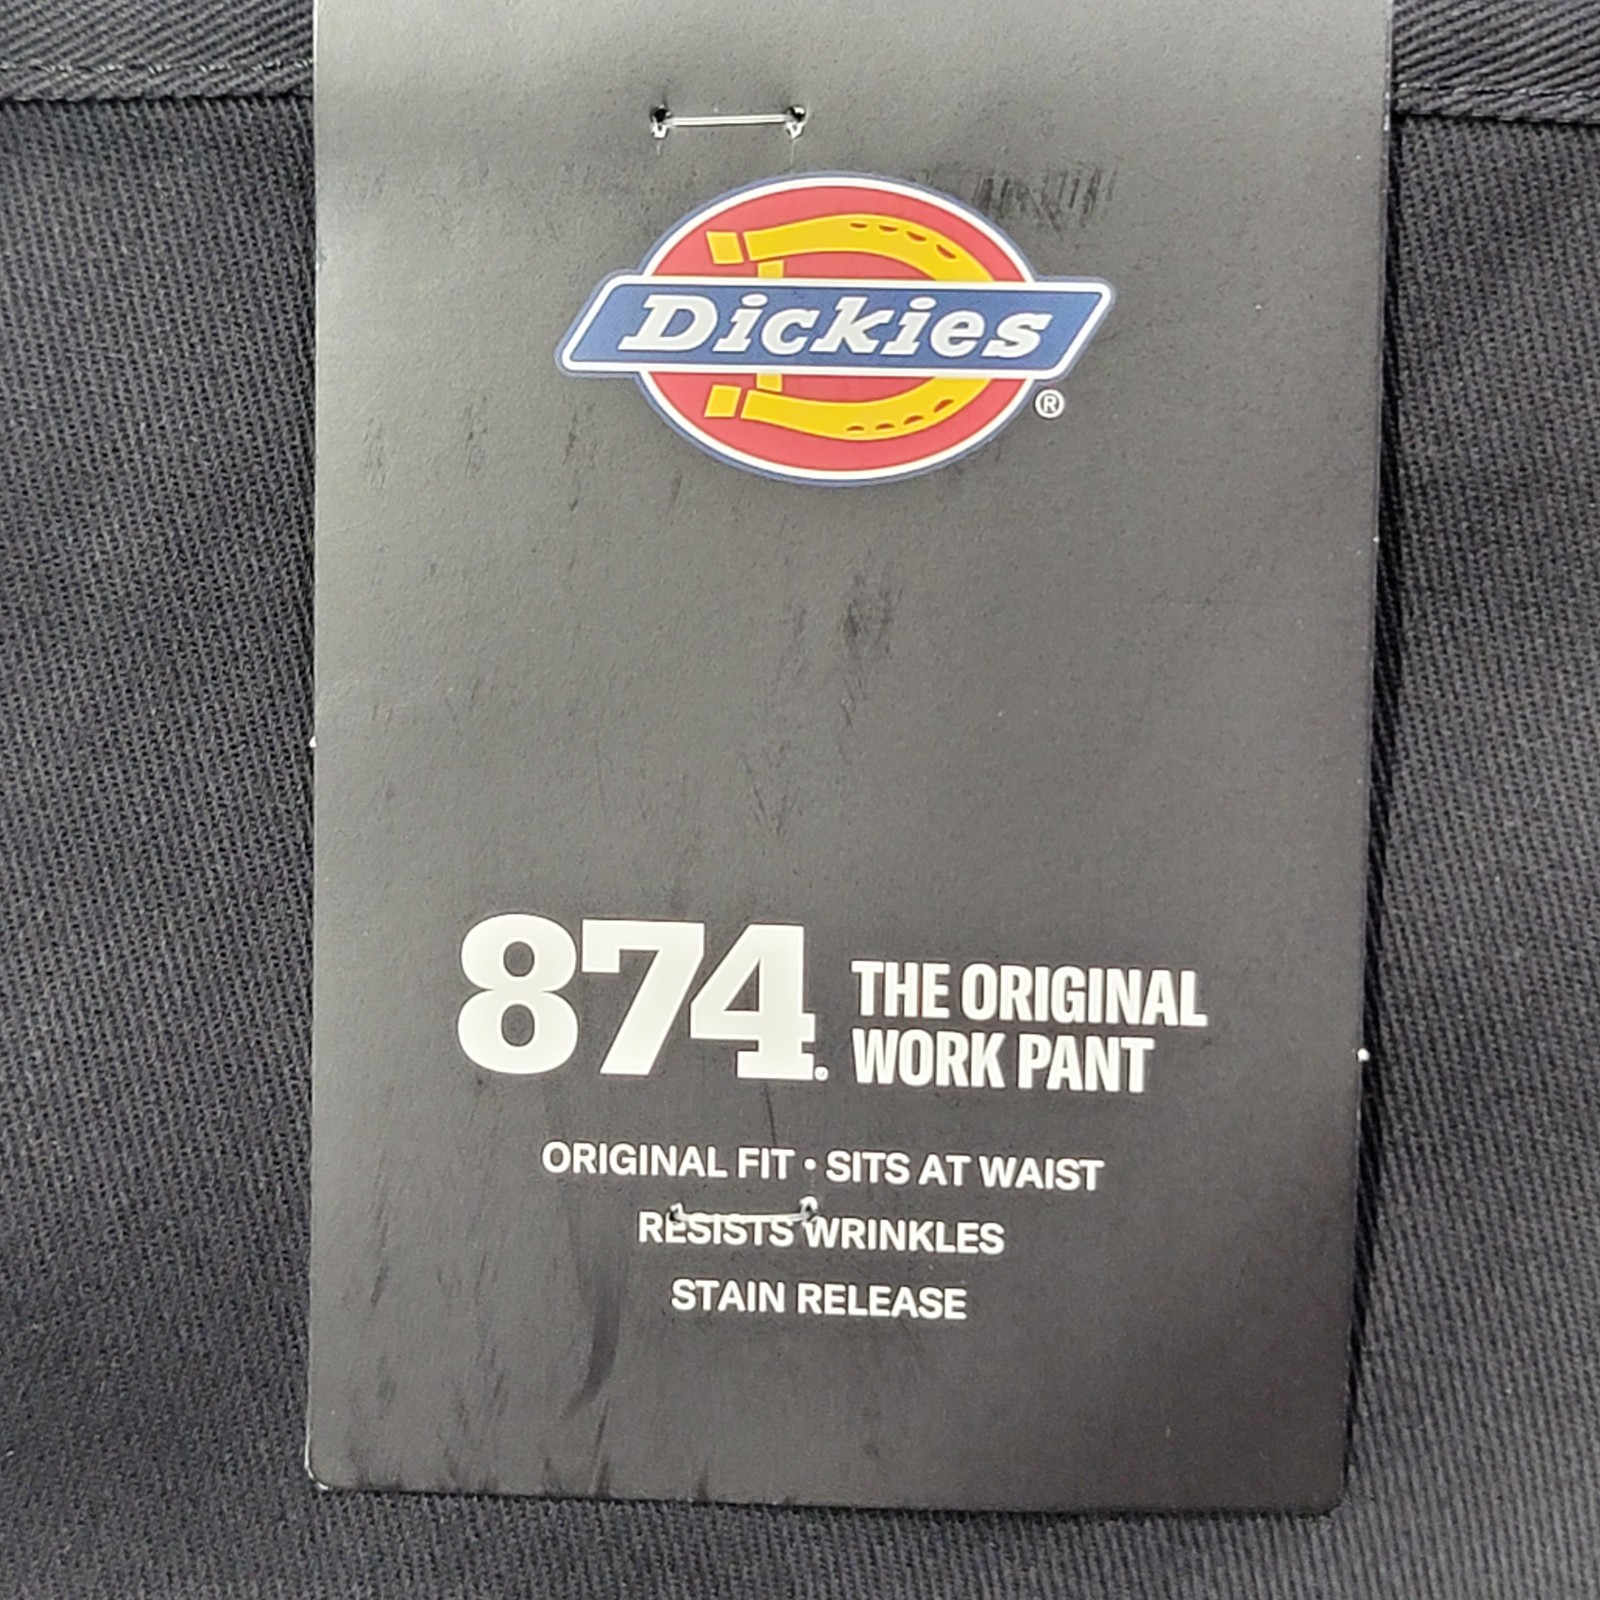 Dickies
®
874®
THE ORIGINAL
WORK PANT
ORIGINAL FIT • SITS AT WAIST
RESISTS WRINKLES
STAIN RELEASE